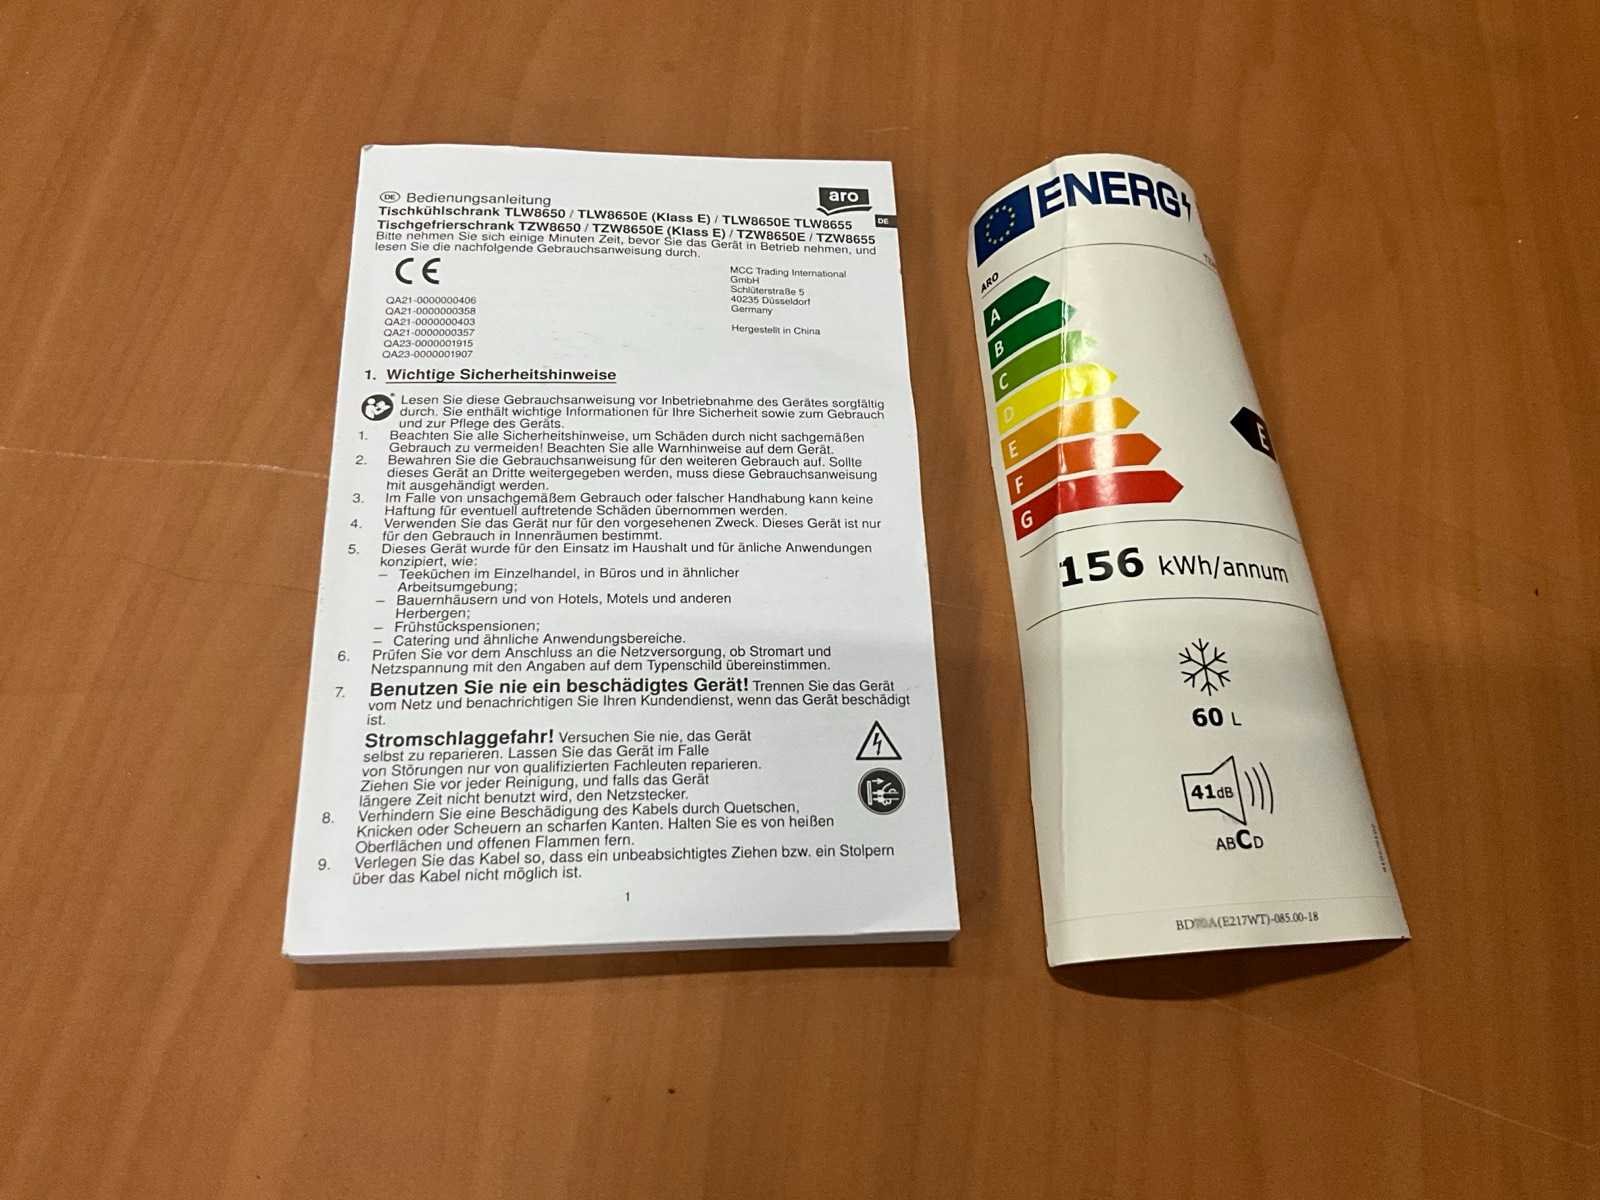 DE Bedienungsanleitung
aro
Tischkühlschrank TLW8650 / TLW8650E (Klass E) / TLW8650E TLW8655
DE
Tischgefrierschrank TZW8650 / TZW8650E (Klass E) / TZW8650E / TZW8655
Bitte nehmen Sie sich einige Minuten Zeit, bevor Sie das Gerät in Betrieb nehmen, und
lesen Sie die nachfolgende Gebrauchsanweisung durch.
CE
QA21-0000000406
QA21-0000000358
QA21-0000000403
QA21-0000000357
QA23-0000001915
QA23-0000001907
MCC Trading International
GmbH
Schlüterstraße 5
40235 Düsseldorf
Germany
Hergestellt in China
1. Wichtige Sicherheitshinweise
Lesen Sie diese Gebrauchsanweisung vor Inbetriebnahme des Gerätes sorgfältig
durch. Sie enthält wichtige Informationen für Ihre Sicherheit sowie zum Gebrauch
und zur Pflege des Geräts.
1. Beachten Sie alle Sicherheitshinweise, um Schäden durch nicht sachgemäßen
Gebrauch zu vermeiden! Beachten Sie alle Warnhinweise auf dem Gerät.
2. Bewahren Sie die Gebrauchsanweisung für den weiteren Gebrauch auf. Sollte
dieses Gerät an Dritte weitergegeben werden, muss diese Gebrauchsanweisung
mit ausgehändigt werden.
3. Im Falle von unsachgemäßem Gebrauch oder falscher Handhabung kann keine
Haftung für eventuell auftretende Schäden übernommen werden.
4. Verwenden Sie das Gerät nur für den vorgesehenen Zweck. Dieses Gerät ist nur
für den Gebrauch in Innenräumen bestimmt.
5. Dieses Gerät wurde für den Einsatz im Haushalt und für änliche Anwendungen
konzipiert, wie:
– Teeküchen im Einzelhandel, in Büros und in ähnlicher
Arbeitsumgebung;
– Bauernhäusern und von Hotels, Motels und anderen
Herbergen;
– Frühstückspensionen;
– Catering und ähnliche Anwendungsbereiche.
6. Prüfen Sie vor dem Anschluss an die Netzversorgung, ob Stromart und
Netzspannung mit den Angaben auf dem Typenschild übereinstimmen.
7. Benutzen Sie nie ein beschädigtes Gerät! Trennen Sie das Gerät
vom Netz und benachrichtigen Sie Ihren Kundendienst, wenn das Gerät beschädigt
ist.
Stromschlaggefahr! Versuchen Sie nie, das Gerät
selbst zu reparieren. Lassen Sie das Gerät im Falle
von Störungen nur von qualifizierten Fachleuten reparieren.
Ziehen Sie vor jeder Reinigung, und falls das Gerät
längere Zeit nicht benutzt wird, den Netzstecker.
8. Verhindern Sie eine Beschädigung des Kabels durch Quetschen,
Knicken oder Scheuern an scharfen Kanten. Halten Sie es von heißen
Oberflächen und offenen Flammen fern.
9. Verlegen Sie das Kabel so, dass ein unbeabsichtigtes Ziehen bzw. ein Stolpern
über das Kabel nicht möglich ist.
1
ENERG
ARO
A
B
C
D
E
F
G
E
156 kWh/annum
60 L
41dB
ABCD
(E217WT)-085.00-18